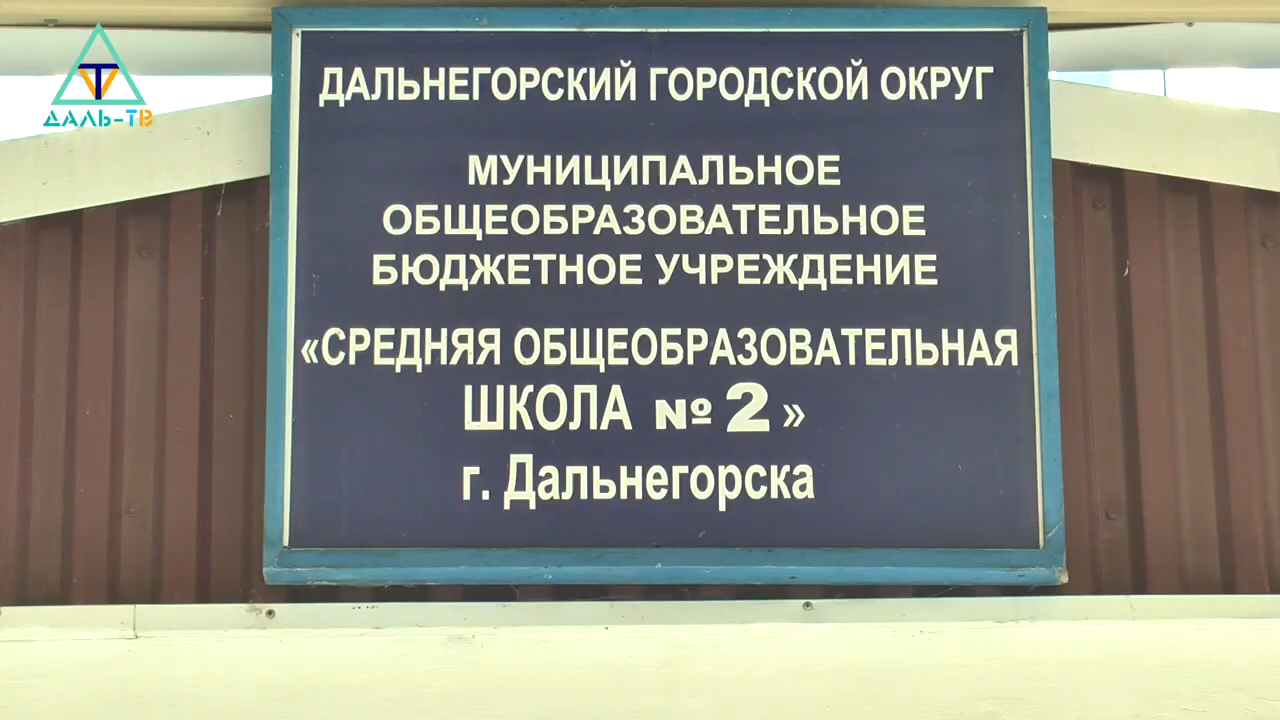 ДАЛЬ-ТВ
ДАЛЬНЕГОРСКИЙ ГОРОДСКОЙ ОКРУГ
МУНИЦИПАЛЬНОЕ
ОБЩЕОБРАЗОВАТЕЛЬНОЕ
БЮДЖЕТНОЕ УЧРЕЖДЕНИЕ
«СРЕДНЯЯ ОБЩЕОБРАЗОВАТЕЛЬНАЯ
ШКОЛА № 2 »
г. Дальнегорска